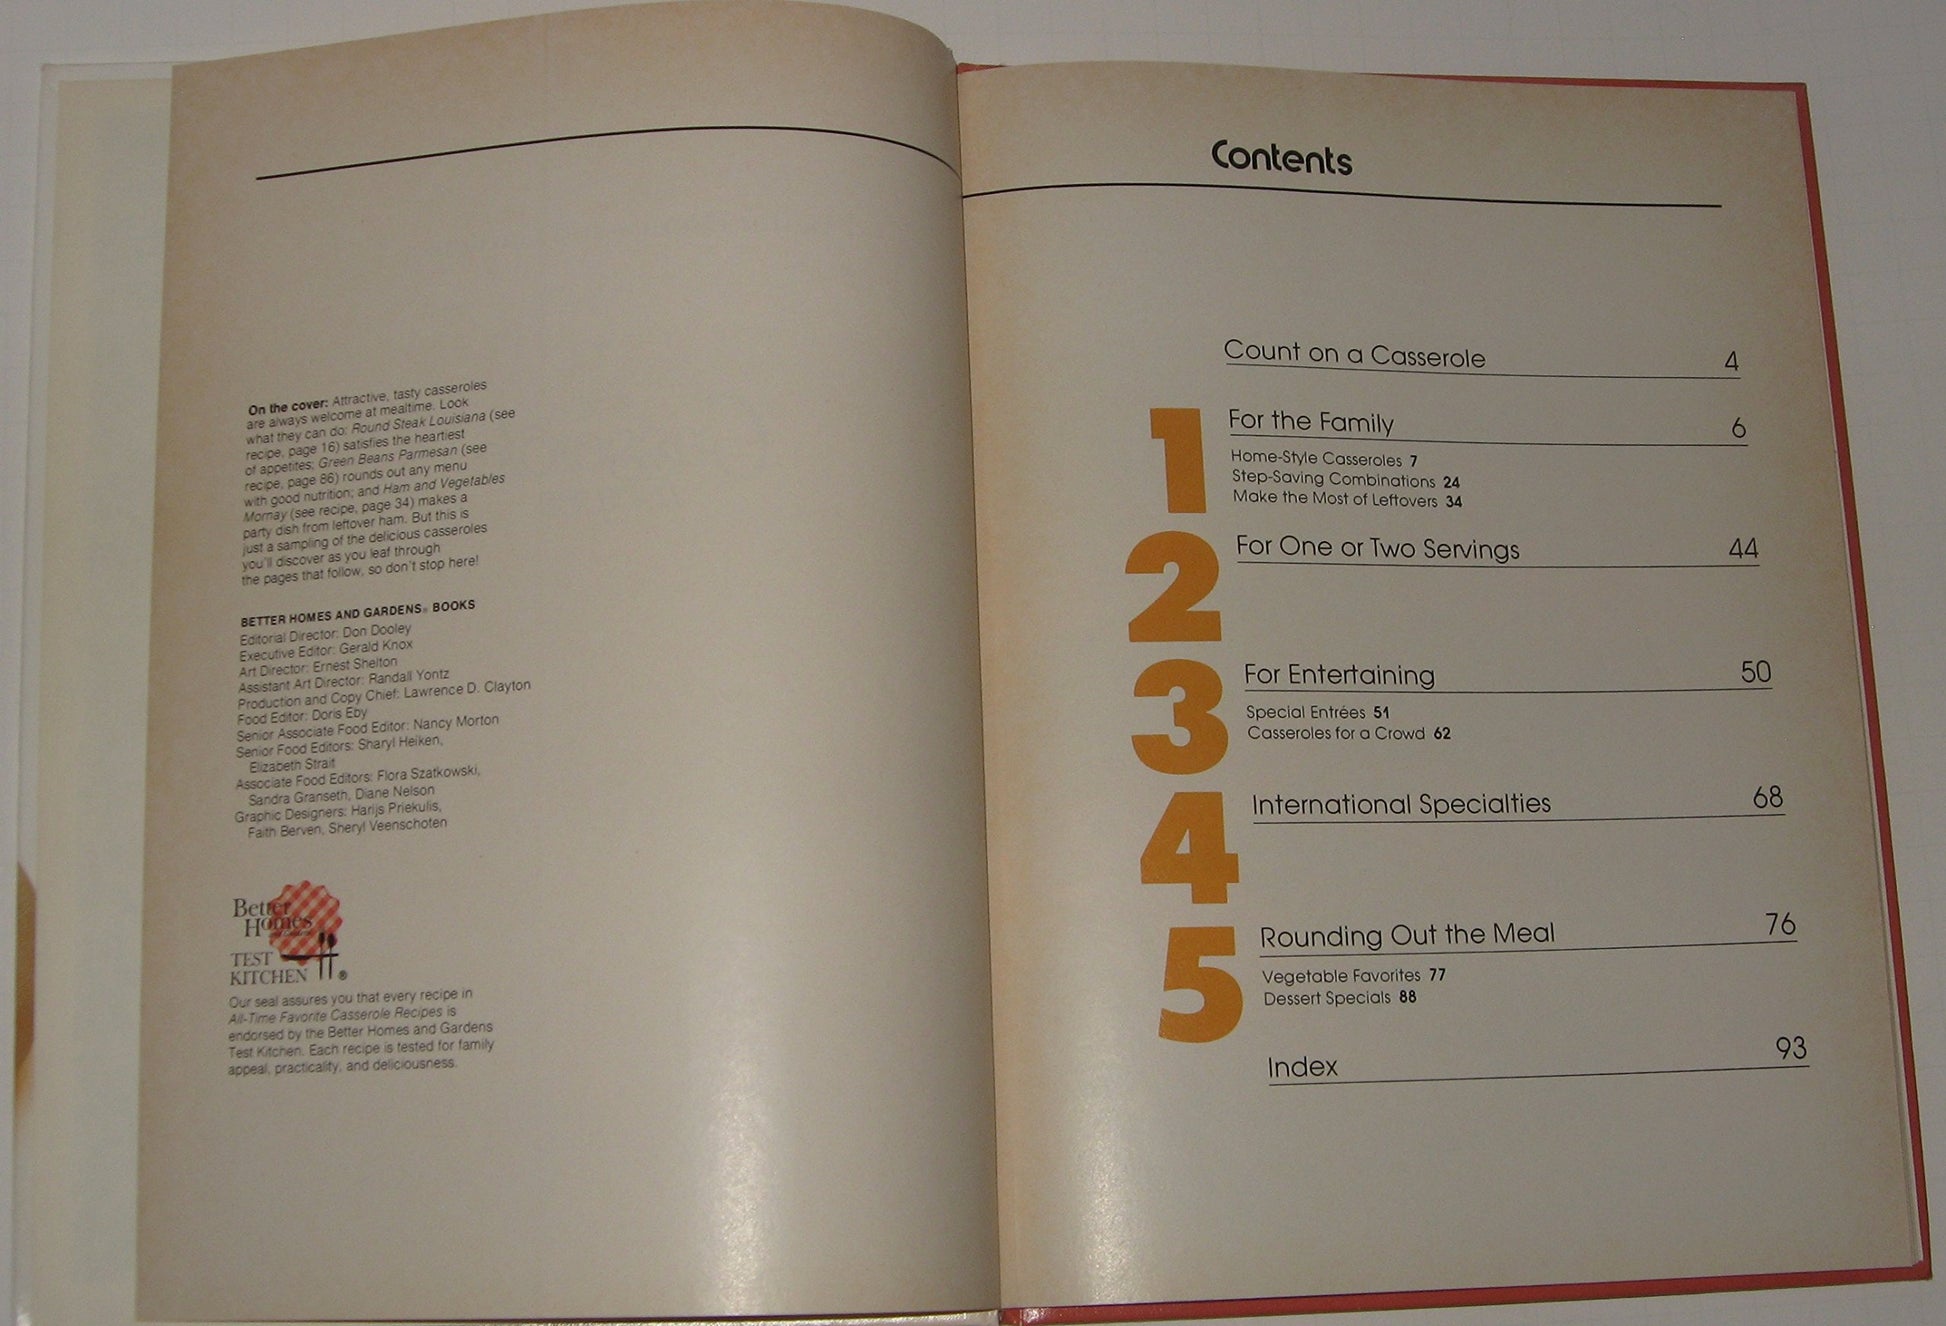 On the cover: Attractive, tasty casseroles
are always welcome at mealtime. Look
what they can do: Round Steak Louisiana (see
recipe, page 16) satisfies the heartiest
of appetites; Green Beans Parmesan (see
recipe, page 86) rounds out any menu
with good nutrition; and Ham and Vegetables
Mornay (see recipe, page 34) makes a
party dish from leftover ham. But this is
just a sampling of the delicious casseroles
you'll discover as you leaf through
the pages that follow, so don't stop here!
BETTER HOMES AND GARDENS® BOOKS
Editorial Director: Don Dooley
Executive Editor: Gerald Knox
Art Director: Ernest Shelton
Assistant Art Director: Randall Yontz
Production and Copy Chief: Lawrence D. Clayton
Food Editor: Doris Eby
Senior Associate Food Editor: Nancy Morton
Senior Food Editors: Sharyl Heiken,
Elizabeth Strait
Associate Food Editors: Flora Szatkowski,
Sandra Granseth, Diane Nelson
Graphic Designers: Harijs Priekulis,
Faith Berven, Sheryl Veenschoten
Better
Homes
TEST
KITCHEN ®
Our seal assures you that every recipe in
All-Time Favorite Casserole Recipes is
endorsed by the Better Homes and Gardens
Test Kitchen. Each recipe is tested for family
appeal, practicality, and deliciousness.
Contents
Count on a Casserole 4
1 For the Family 6
Home-Style Casseroles 7
Step-Saving Combinations 24
Make the Most of Leftovers 34
2 For One or Two Servings 44
3 For Entertaining 50
Special Entrées 51
Casseroles for a Crowd 62
4 International Specialties 68
5 Rounding Out the Meal 76
Vegetable Favorites 77
Dessert Specials 88
Index 93